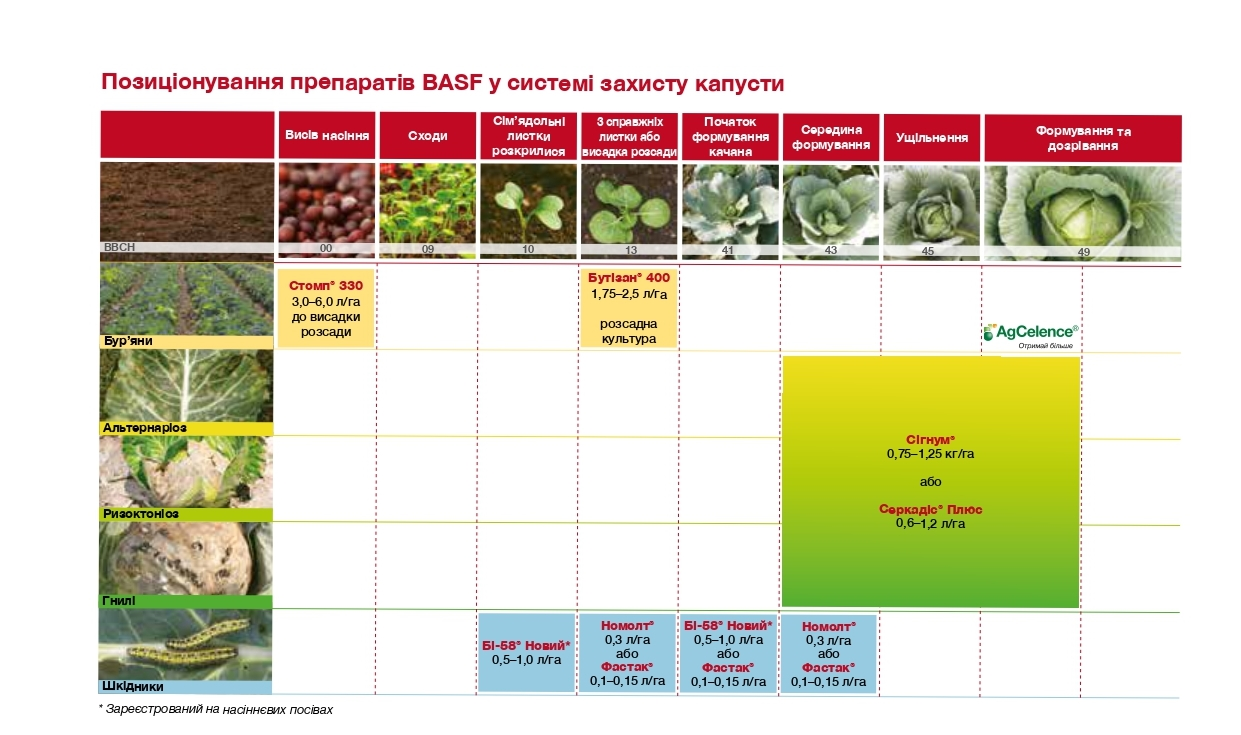 Позиціонування препаратів BASF у системі захисту капусти
Висів насіння
Сходи
Сім’ядольні
листки
розкрилися
3 справжніх
листки або
висадка розсади
Початок
формування
качана
Середина
формування
Ущільнення
Формування та
дозрівання
ВВСН
00
09
10
13
41
43
45
49
Стомп® 330
3,0–6,0 л/га
до висадки
розсади
Бутізан® 400
1,75–2,5 л/га
розсадна
культура
Бур’яни
AgCelence®
Отримай більше
Альтернаріоз
Сігнум®
0,75–1,25 кг/га
або
Серкадіс® Плюс
0,6–1,2 л/га
Ризоктоніоз
Гнилі
Бі-58® Новий*
0,5–1,0 л/га
Номолт®
0,3 л/га
або
Фастак®
0,1–0,15 л/га
Бі-58® Новий*
0,5–1,0 л/га
або
Фастак®
0,1–0,15 л/га
Номолт®
0,3 л/га
або
Фастак®
0,1–0,15 л/га
Шкідники
* Зареєстрований на насіннєвих посівах